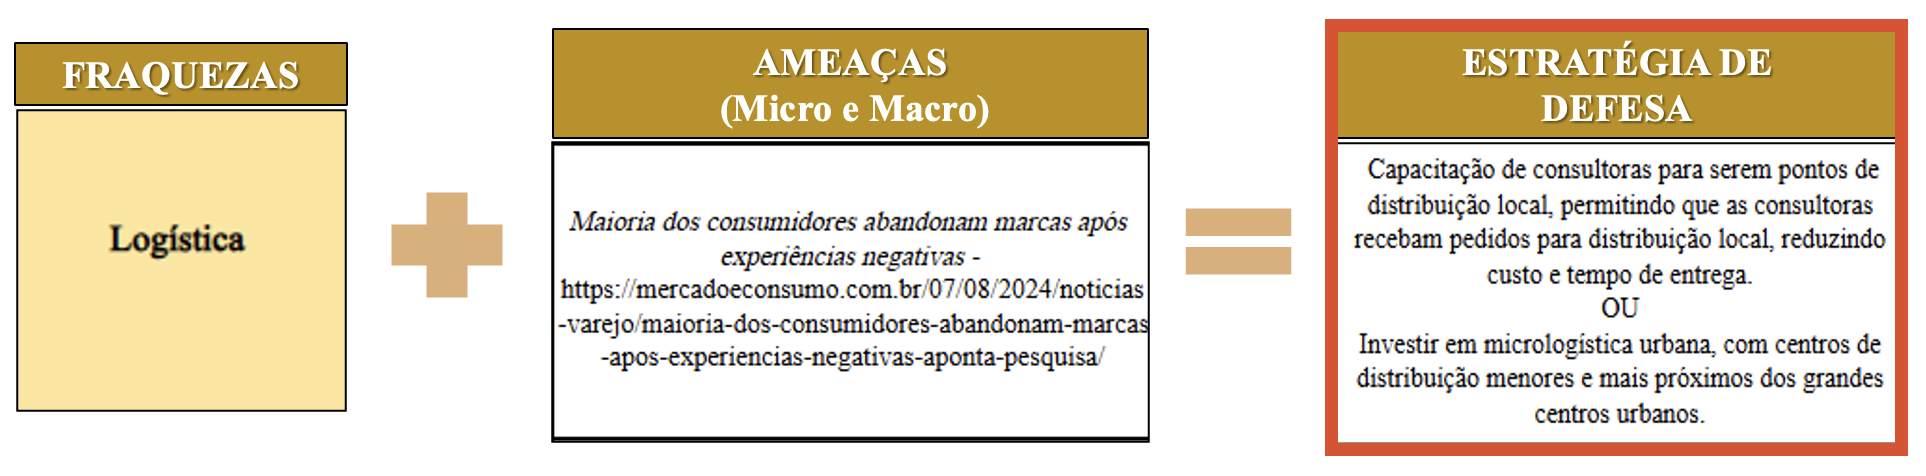 FRAQUEZAS
Logística
AMEAÇAS
(Micro e Macro)
Maioria dos consumidores abandonam marcas após
experiências negativas -
https://mercadoeconsumo.com.br/07/08/2024/noticias
-varejo/maioria-dos-consumidores-abandonam-marcas
-apos-experiencias-negativas-aponta-pesquisa/
ESTRATÉGIA DE
DEFESA
Capacitação de consultoras para serem pontos de
distribuição local, permitindo que as consultoras
recebam pedidos para distribuição local, reduzindo
custo e tempo de entrega.
OU
Investir em micrologística urbana, com centros de
distribuição menores e mais próximos dos grandes
centros urbanos.